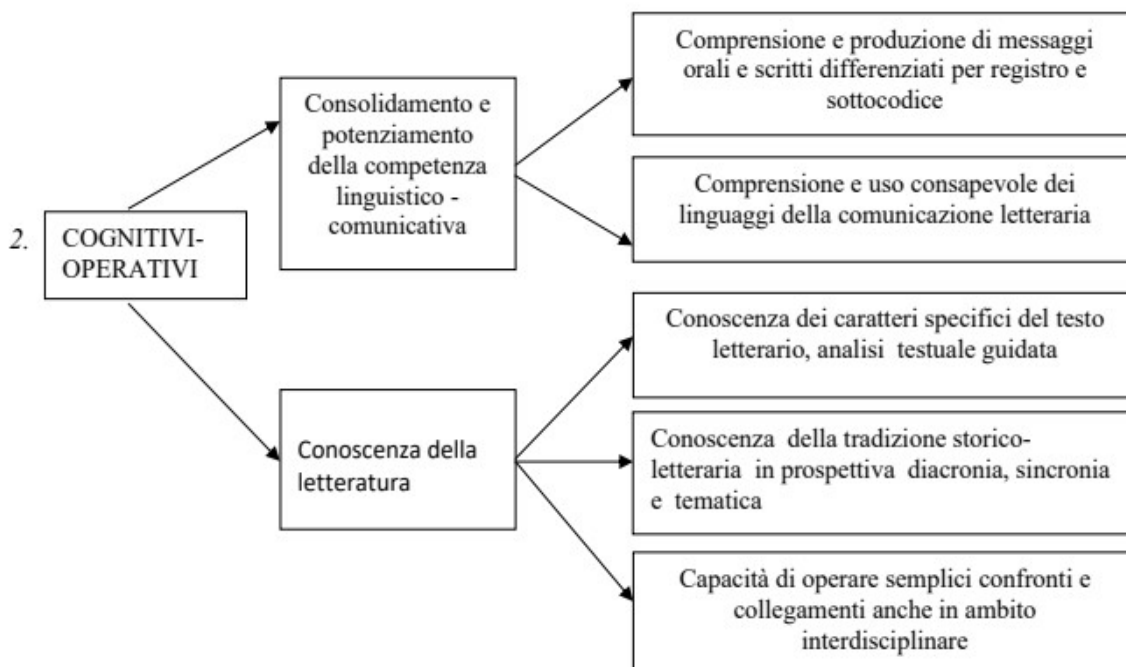 2.
COGNITIVI-
OPERATIVI
Consolidamento e
potenziamento
della competenza
linguistico -
comunicativa
Comprensione e produzione di messaggi
orali e scritti differenziati per registro e
sottocodice
Comprensione e uso consapevole dei
linguaggi della comunicazione letteraria
Conoscenza della
letteratura
Conoscenza dei caratteri specifici del testo
letterario, analisi testuale guidata
Conoscenza della tradizione storico-
letteraria in prospettiva diacronia, sincronia
e tematica
Capacità di operare semplici confronti e
collegamenti anche in ambito
interdisciplinare